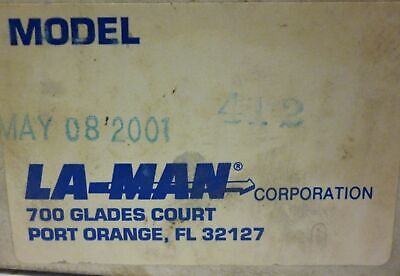 MODEL
412
MAY 08 2001
LA-MAN® CORPORATION
700 GLADES COURT
PORT ORANGE, FL 32127